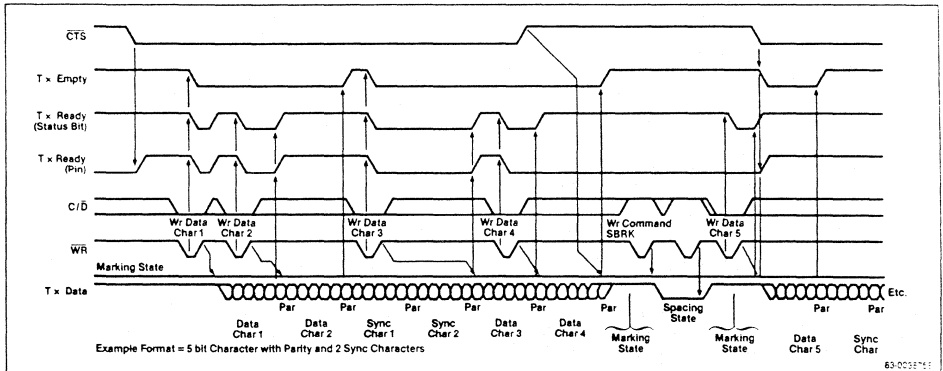 CTS
T x Empty
T x Ready
(Status Bit)
T x Ready
(Pin)
C/D
Wr Data
Char 1
Wr Data
Char 2
Wr Data
Char 3
Wr Data
Char 4
Wr Command
SBRK
Wr Data
Char 5
WR
Marking State
T x Data
Etc.
Par
Par
Par
Par
Par
Par
Par
Par
Spacing
State
Data
Char 1
Data
Char 2
Sync
Char 1
Sync
Char 2
Data
Char 3
Data
Char 4
Marking
State
Marking
State
Data
Char 5
Sync
Char
Example Format = 5 bit Character with Parity and 2 Sync Characters